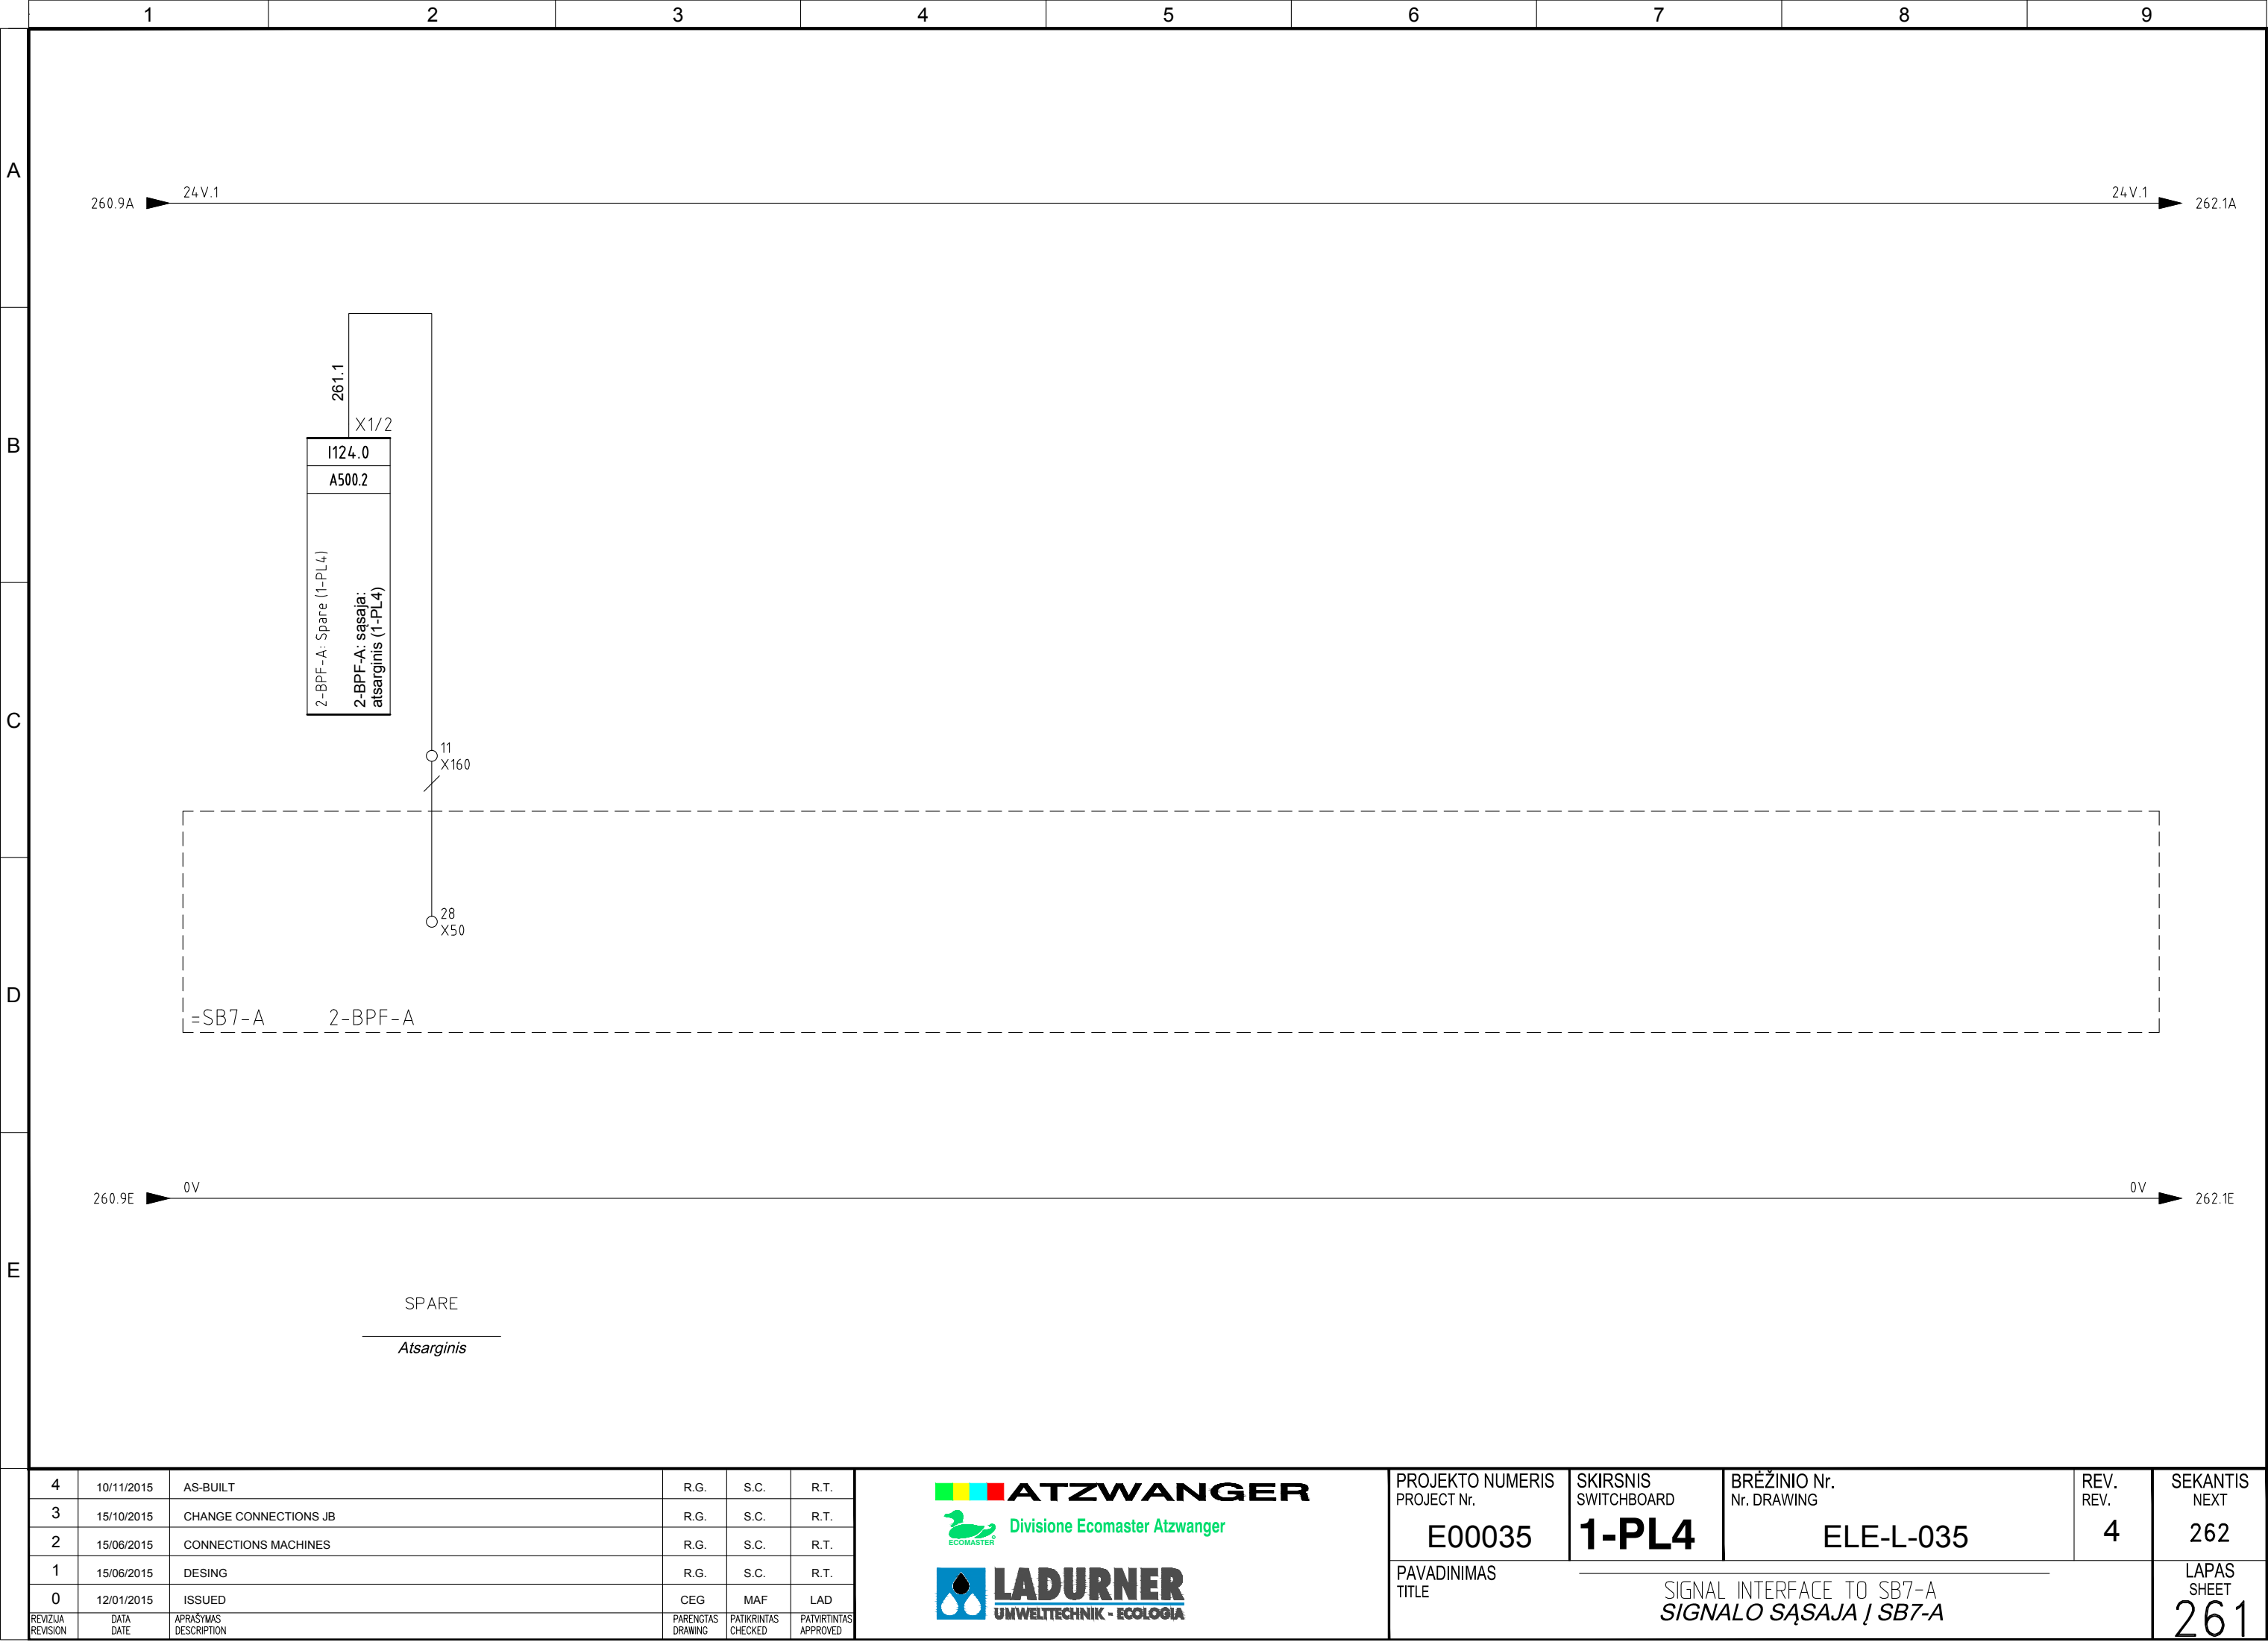 1 2 3 4 5 6 7 8 9
A
24V.1
260.9A
24V.1
262.1A
B
261.1
X1/2
I124.0
A500.2
2-BPF-A: Spare (1-PL4)
2-BPF-A: sąsaja:
atsarginis (1-PL4)
C
11
X160
28
X50
D
=SB7-A 2-BPF-A
0V
260.9E
0V
262.1E
E
SPARE
Atsarginis
4 10/11/2015 AS-BUILT R.G. S.C. R.T.
3 15/10/2015 CHANGE CONNECTIONS JB R.G. S.C. R.T.
2 15/06/2015 CONNECTIONS MACHINES R.G. S.C. R.T.
1 15/06/2015 DESING R.G. S.C. R.T.
0 12/01/2015 ISSUED CEG MAF LAD
REVIZIJA DATA APRAŠYMAS PARENGTAS PATIKRINTAS PATVIRTINTAS
REVISION DATE DESCRIPTION DRAWING CHECKED APPROVED
ATZWANGER
Divisione Ecomaster Atzwanger
ECOMASTER
LADURNER
UMWELTTECHNIK - ECOLOGIA
PROJEKTO NUMERIS
PROJECT Nr.
E00035
SKIRSNIS
SWITCHBOARD
1-PL4
BRĖŽINIO Nr.
Nr. DRAWING
ELE-L-035
REV.
REV.
4
SEKANTIS
NEXT
262
PAVADINIMAS
TITLE
SIGNAL INTERFACE TO SB7-A
SIGNALO SĄSAJA Į SB7-A
LAPAS
SHEET
261